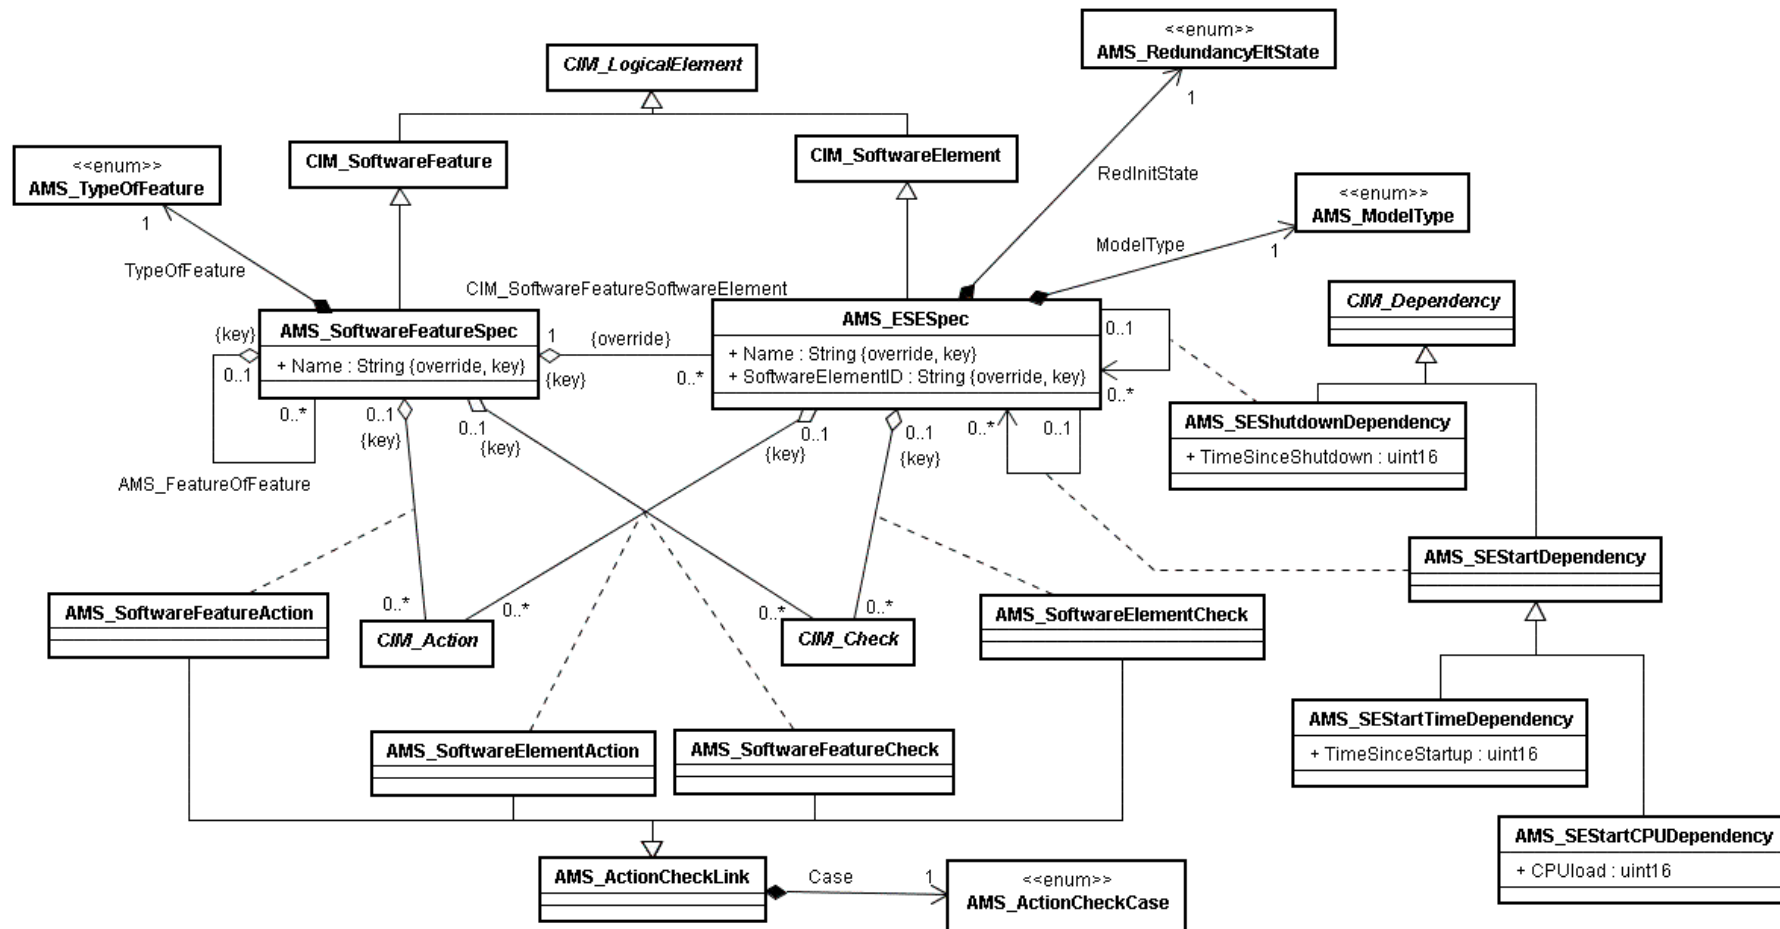 <<enum>>
AMS_RedundancyEltState
CIM_LogicalElement
1
CIM_SoftwareFeature
CIM_SoftwareElement
<<enum>>
AMS_TypeOfFeature
RedInitState
<<enum>>
AMS_ModelType
1
ModelType
1
TypeOfFeature
CIM_SoftwareFeatureSoftwareElement
CIM_Dependency
AMS_SoftwareFeatureSpec
+ Name : String {override, key}
AMS_ESESpec
+ Name : String {override, key}
+ SoftwareElementID : String {override, key}
{key}
0..1
0..*
AMS_FeatureOfFeature
1
{override}
{key}
0..*
0..1
0..*
0..1
{key}
0..1
{key}
0..1
{key}
0..1
{key}
0..*
0..1
AMS_SEShutdownDependency
+ TimeSinceShutdown : uint16
AMS_SEStartDependency
AMS_SoftwareFeatureAction
0..*
0..*
CIM_Action
0..*
0..*
CIM_Check
AMS_SoftwareElementCheck
AMS_SEStartTimeDependency
+ TimeSinceStartup : uint16
AMS_SoftwareElementAction
AMS_SoftwareFeatureCheck
AMS_SEStartCPUDependency
+ CPUload : uint16
AMS_ActionCheckLink
Case
1
<<enum>>
AMS_ActionCheckCase